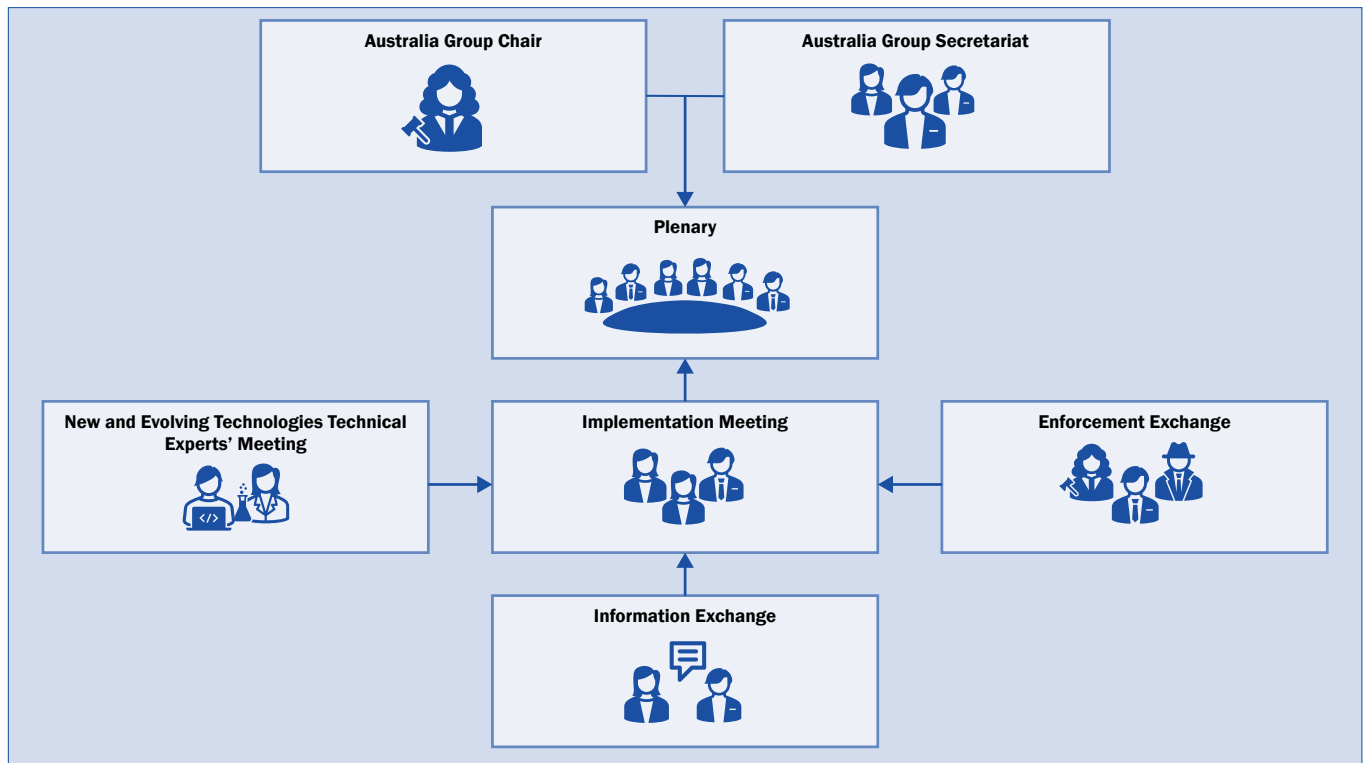 Australia Group Chair
Australia Group Secretariat
Plenary
New and Evolving Technologies Technical
Experts’ Meeting
Implementation Meeting
Enforcement Exchange
</>
Information Exchange